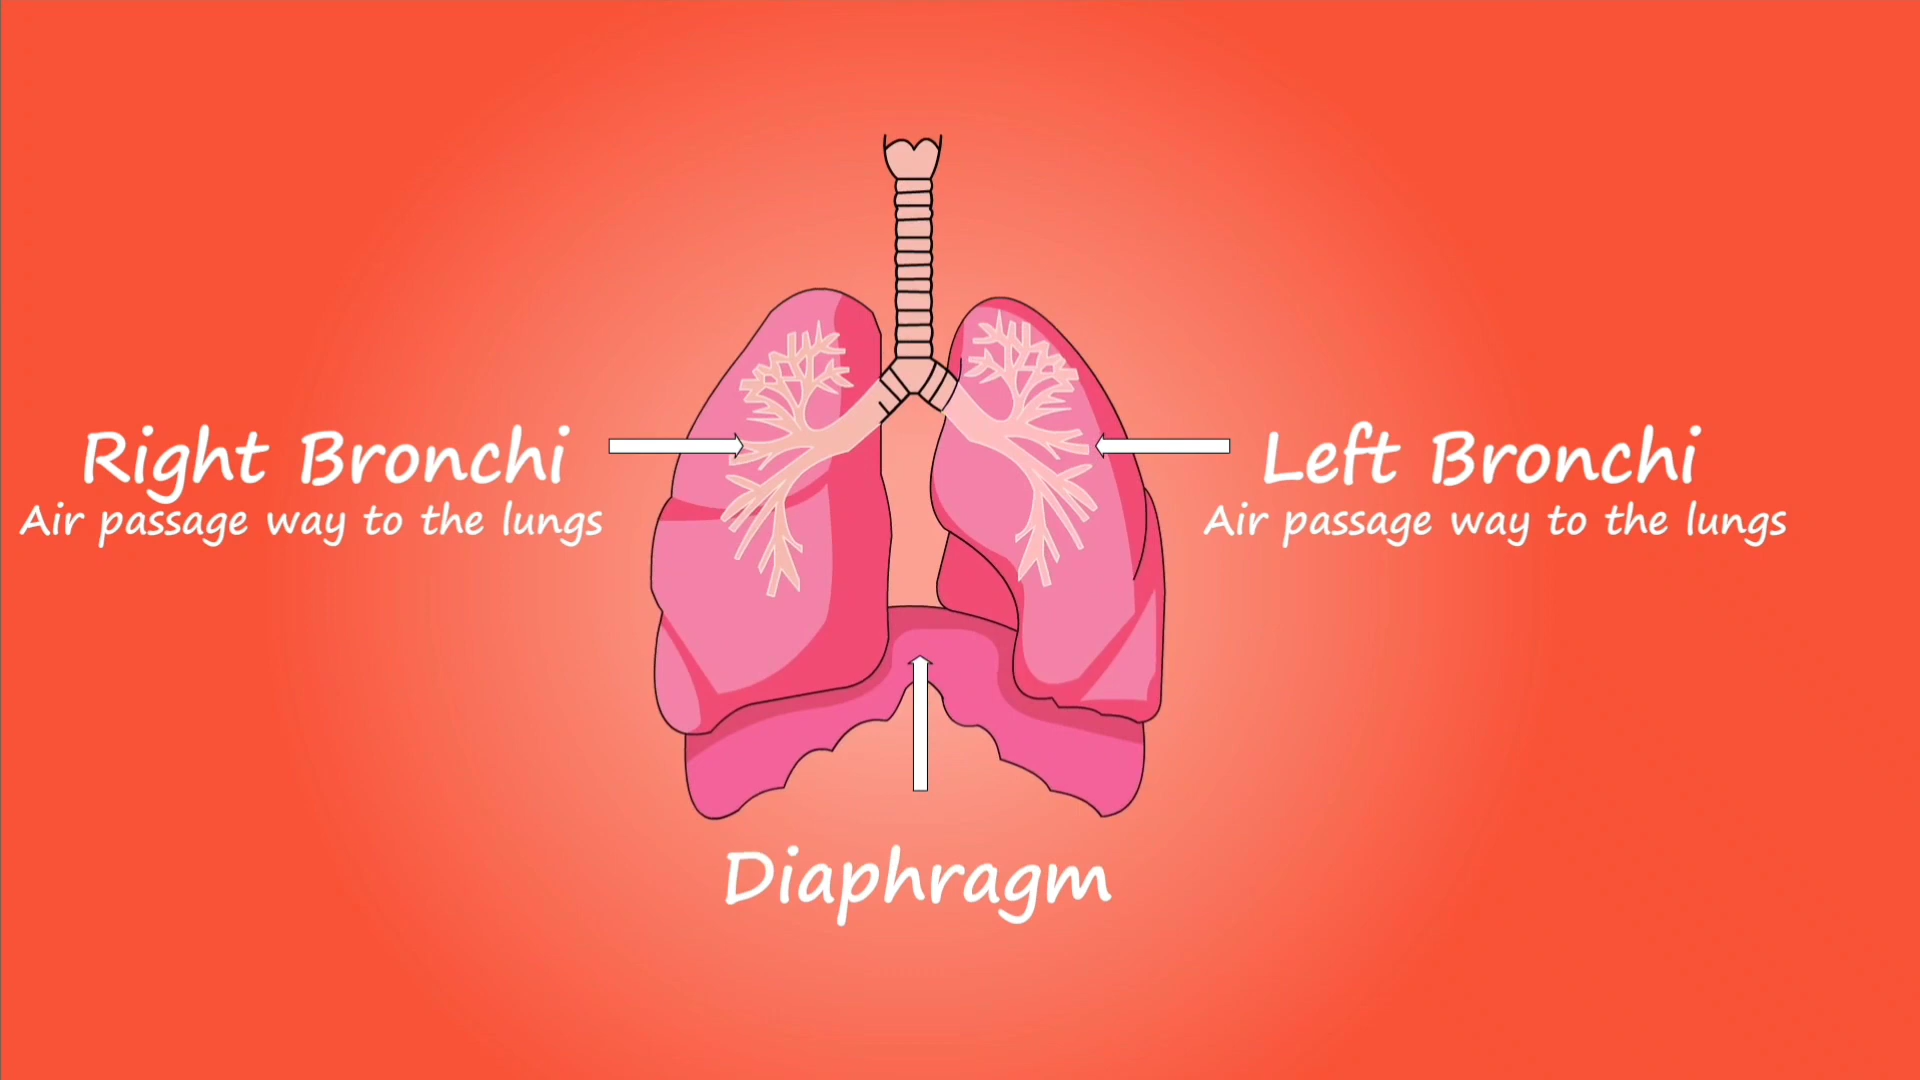 Right Bronchi
Air passage way to the lungs
Left Bronchi
Air passage way to the lungs
Diaphragm